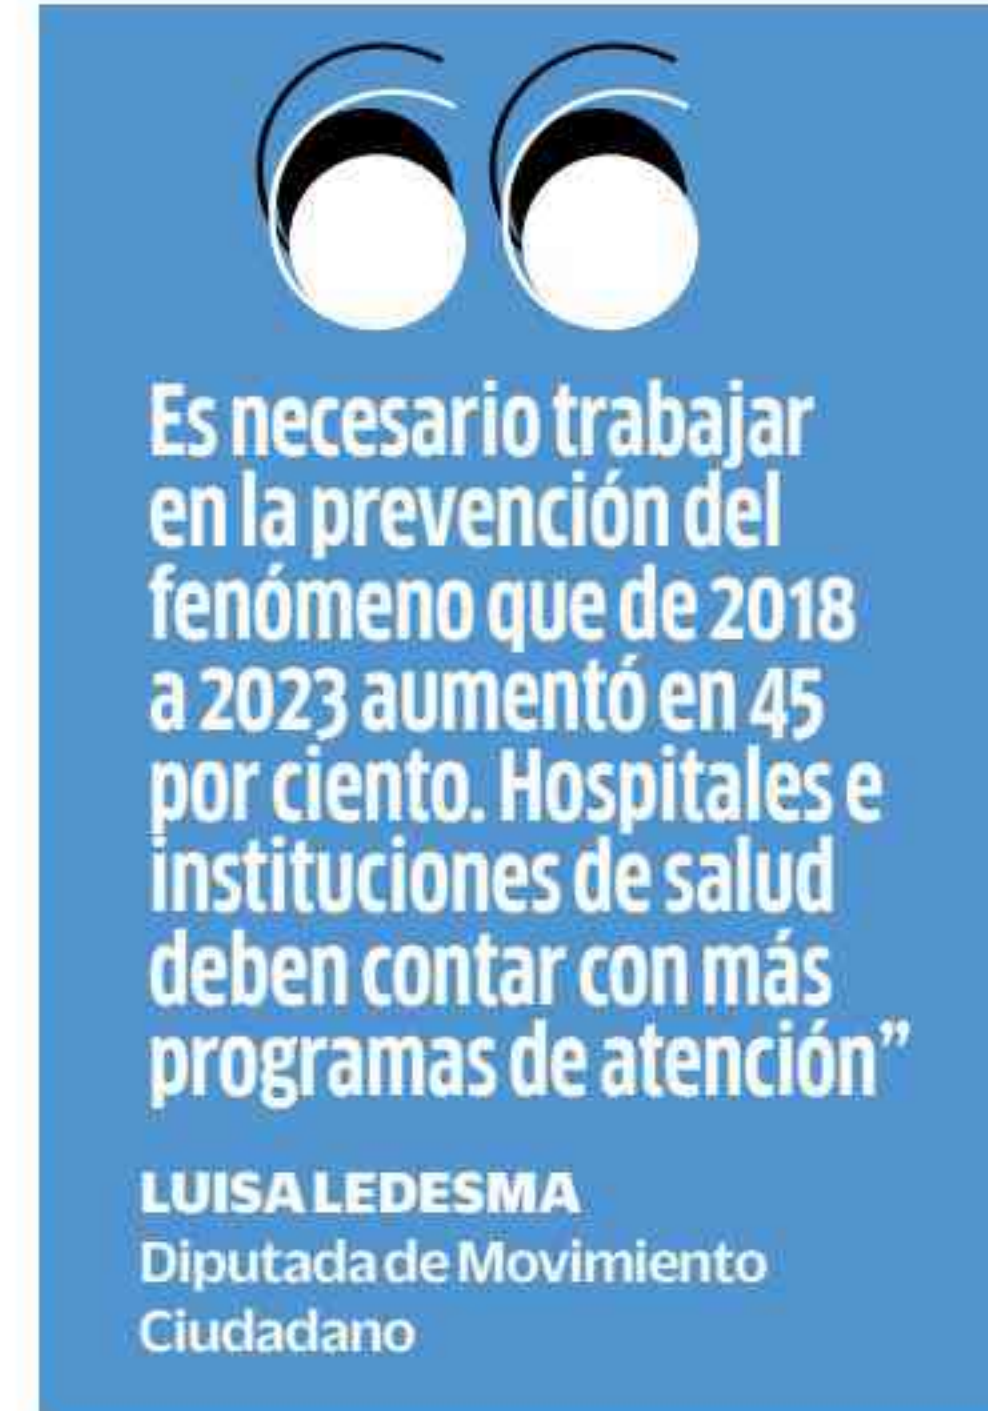 Es necesario trabajar
en la prevención del
fenómeno que de 2018
a 2023 aumentó en 45
por ciento. Hospitales e
instituciones de salud
deben contar con más
programas de atención”
LUISA LEDESMA
Diputada de Movimiento
Ciudadano